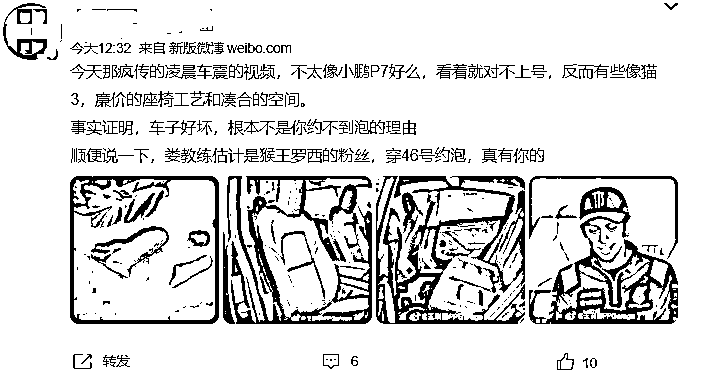 今天12:32 来自 新版微博 weibo.com
今天那疯传的凌晨车震的视频，不太像小鹏P7好么，看着就对不上号，反而有些像猫
3，廉价的座椅工艺和凑合的空间。
事实证明，车子好坏，根本不是你约不到泡的理由
顺便说一下，娄教练估计是猴王罗西的粉丝，穿46号约泡，真有你的
转发 6 10